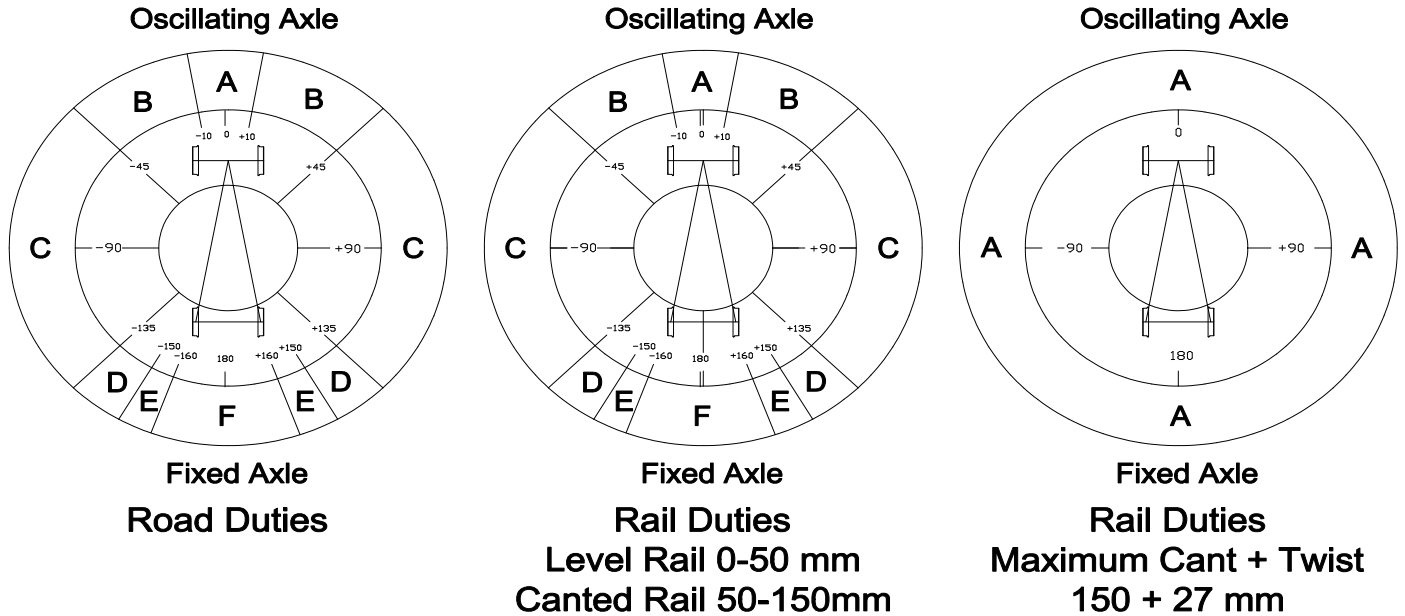 Oscillating Axle
A
B B
-10 0 +10
-45 +45
C -90 +90 C
-135 +135
-150 +150
-160 180 +160
D D
E E
F
Fixed Axle
Road Duties
Oscillating Axle
A
B B
-10 0 +10
-45 +45
C -90 +90 C
-135 +135
-150 +150
-160 180 +160
D D
E E
F
Fixed Axle
Rail Duties
Level Rail 0-50 mm
Canted Rail 50-150mm
Oscillating Axle
A
0
A -90 +90 A
180
A
Fixed Axle
Rail Duties
Maximum Cant + Twist
150 + 27 mm